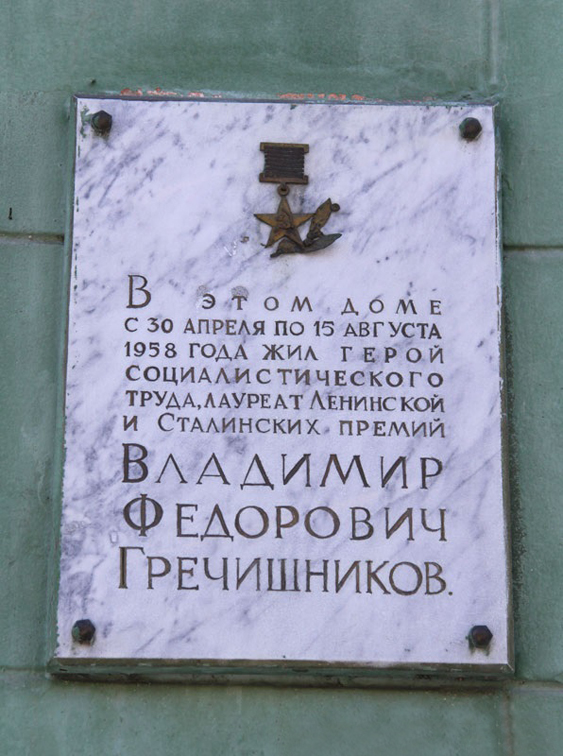 В этом доме
с 30 апреля по 15 августа
1958 года жил Герой
социалистического
труда, лауреат Ленинской
и Сталинских премий
Владимир
Федорович
Гречишников.